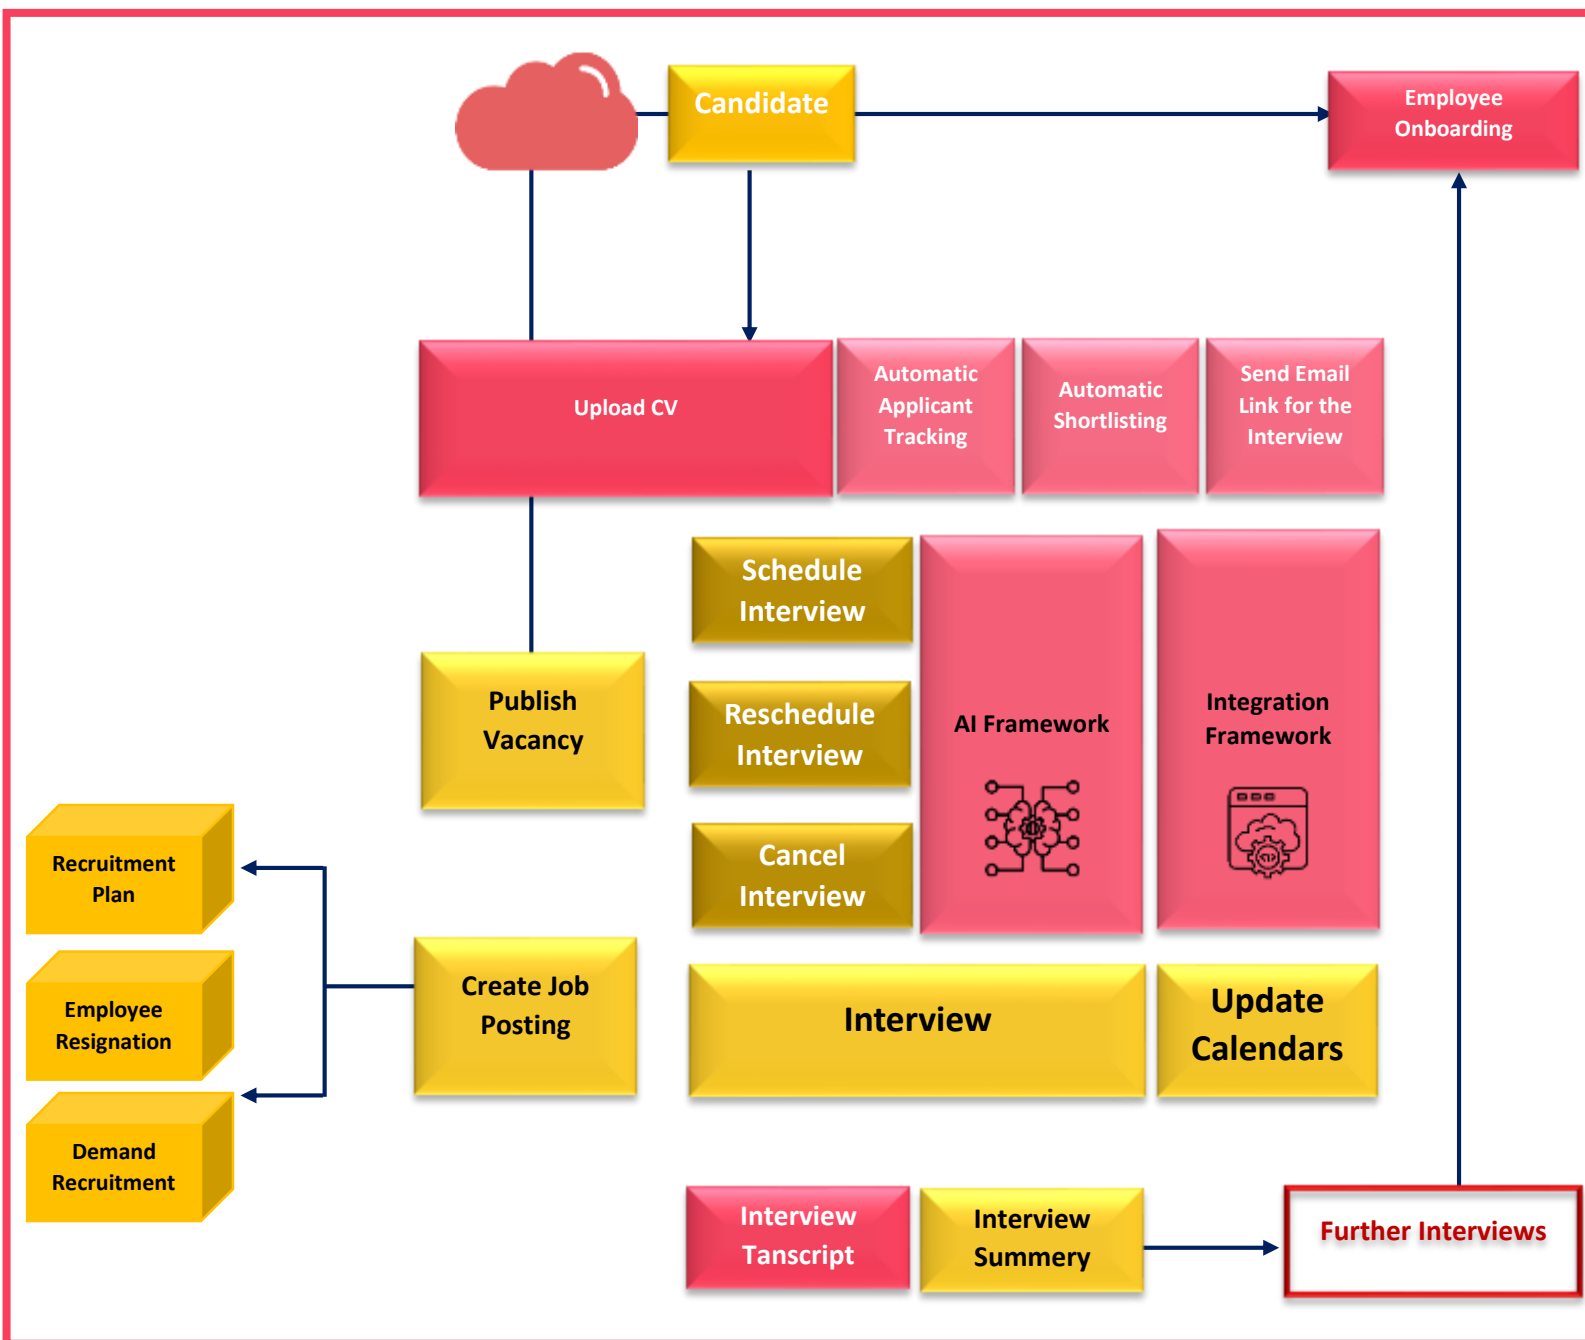 Candidate
Employee
Onboarding
Upload CV
Automatic
Applicant
Tracking
Automatic
Shortlisting
Send Email
Link for the
Interview
Schedule
Interview
Publish
Vacancy
Reschedule
Interview
AI Framework
Integration
Framework
Cancel
Interview
Recruitment
Plan
Employee
Resignation
Demand
Recruitment
Create Job
Posting
Interview
Update
Calendars
Interview
Tanscript
Interview
Summery
Further Interviews